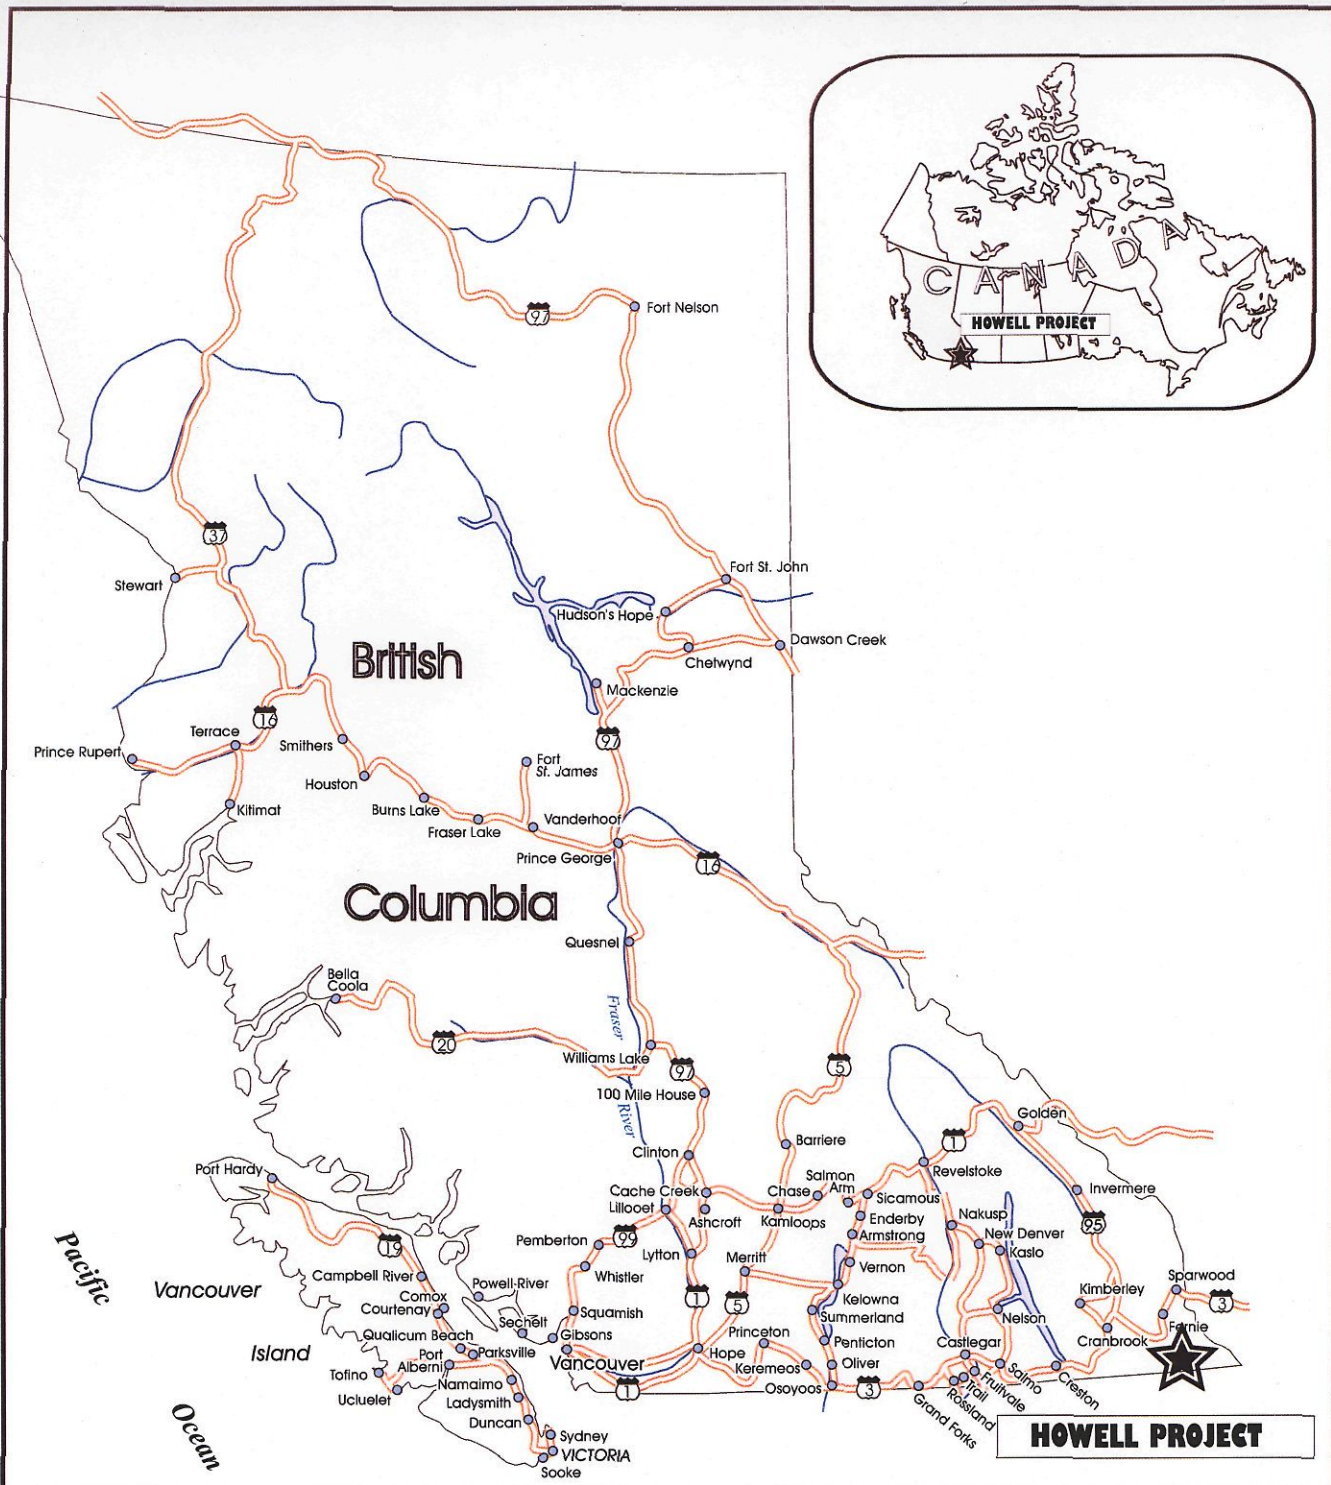 CANADA
HOWELL PROJECT
97
Fort Nelson
37
Stewart
Fort St. John
Hudson's Hope
Dawson Creek
Chetwynd
British
Mackenzie
16
Terrace
Prince Rupert
Smithers
97
Houston
Fort
St. James
Kitimat
Burns Lake
Fraser Lake
Vanderhoof
Prince George
16
Columbia
Quesnel
Bella
Coola
Fraser
20
Williams Lake
97
5
100 Mile House
River
Golden
Barriere
1
Clinton
Port Hardy
Revelstoke
Salmon
Arm
Chase
Sicamous
Invermere
Cache Creek
Lillooet
Ashcroft
Kamloops
Enderby
Armstrong
Nakusp
New Denver
Kaslo
95
99
Pemberton
Lytton
Merritt
19
Whistler
Vernon
Campbell River
Powell-River
Kimberley
Sparwood
Pacific
Vancouver
Comox
Courtenay
1
5
Kelowna
Summerland
3
Squamish
Sechelt
Nelson
Fernie
Qualicum Beach
Gibsons
Princeton
Penticton
Castlegar
Cranbrook
Island
Port
Alberni
Parksville
Vancouver
Hope
Keremeos
Oliver
Salmo
Tofino
Namaimo
1
Osoyoos
3
Creston
Ucluelet
Ladysmith
Fruitvale
Trail
Rossland
Grand Forks
Duncan
Ocean
Sydney
VICTORIA
Sooke
HOWELL PROJECT